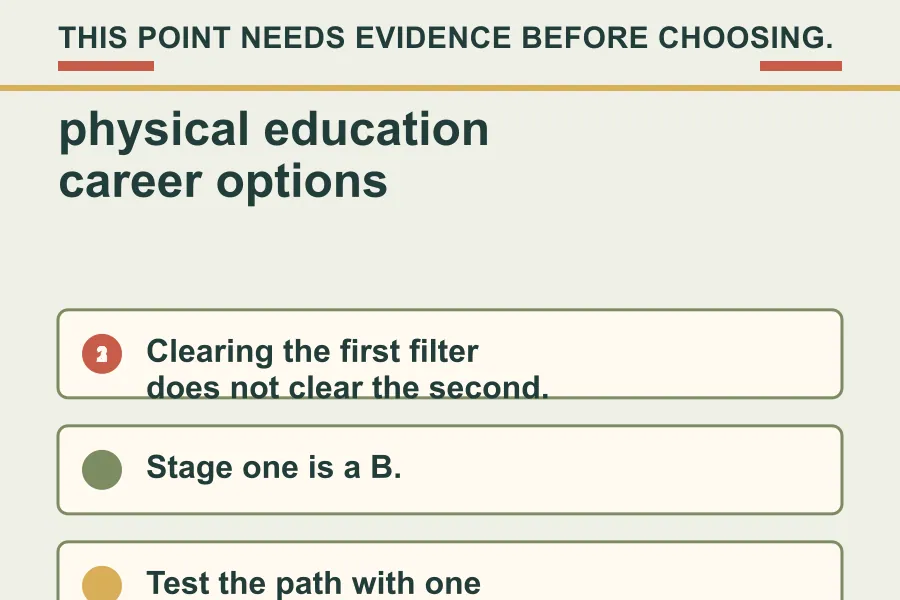 THIS POINT NEEDS EVIDENCE BEFORE CHOOSING.
physical education
career options
Clearing the first filter
does not clear the second.
Stage one is a B.
Test the path with one